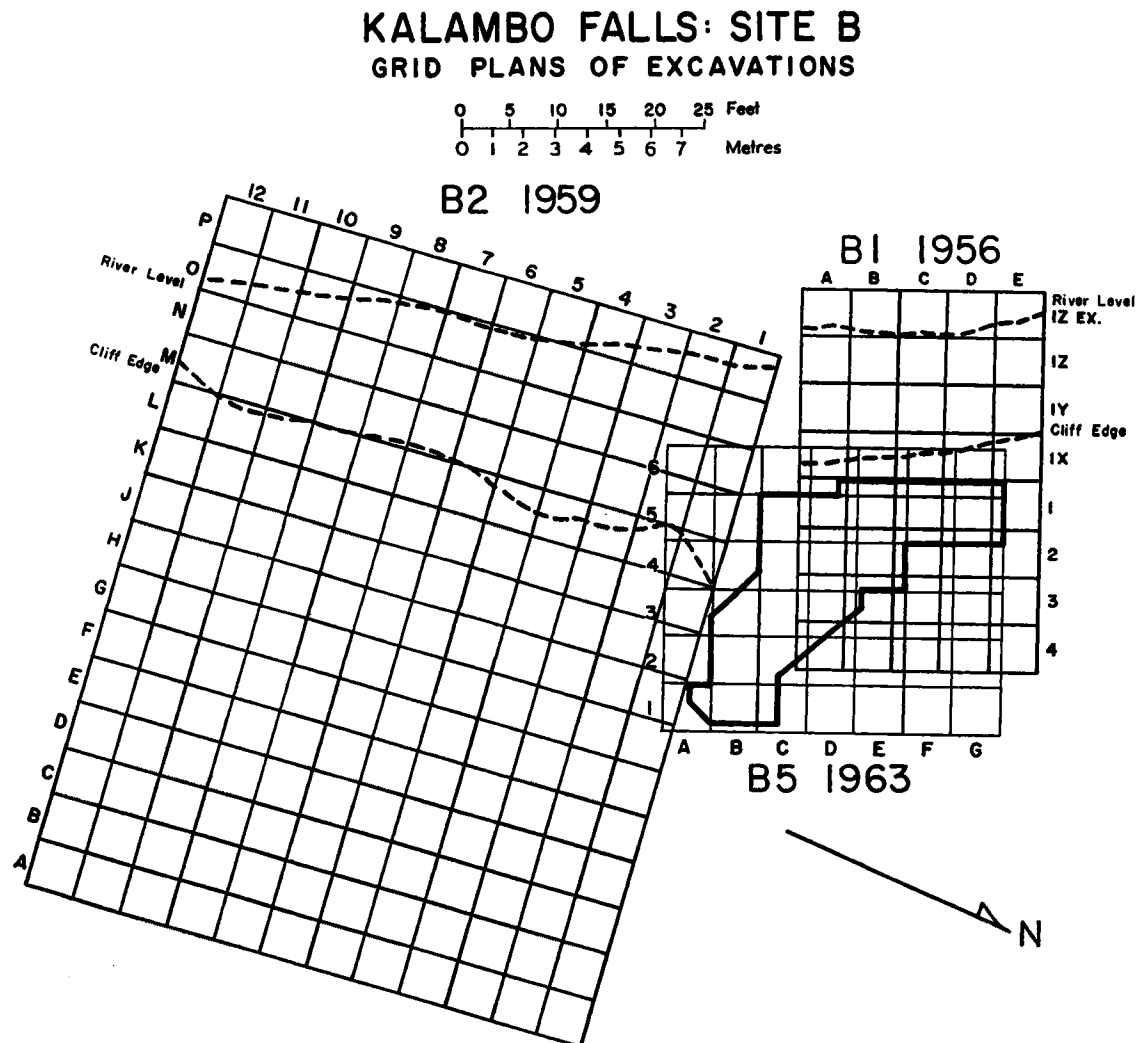 KALAMBO FALLS: SITE B
GRID PLANS OF EXCAVATIONS
0 5 10 15 20 25 Feet
0 1 2 3 4 5 6 7 Metres
B2 1959
12 11 10 9 8 7 6 5 4 3 2 1
P
O
N
M
L
K
J
H
G
F
E
D
C
B
A
River Level
Cliff Edge
B1 1956
A B C D E
River Level
1Z EX.
1Z
1Y
Cliff Edge
1X
1
2
3
4
6
5
4
3
2
1
A B C D E F G
B5 1963
N